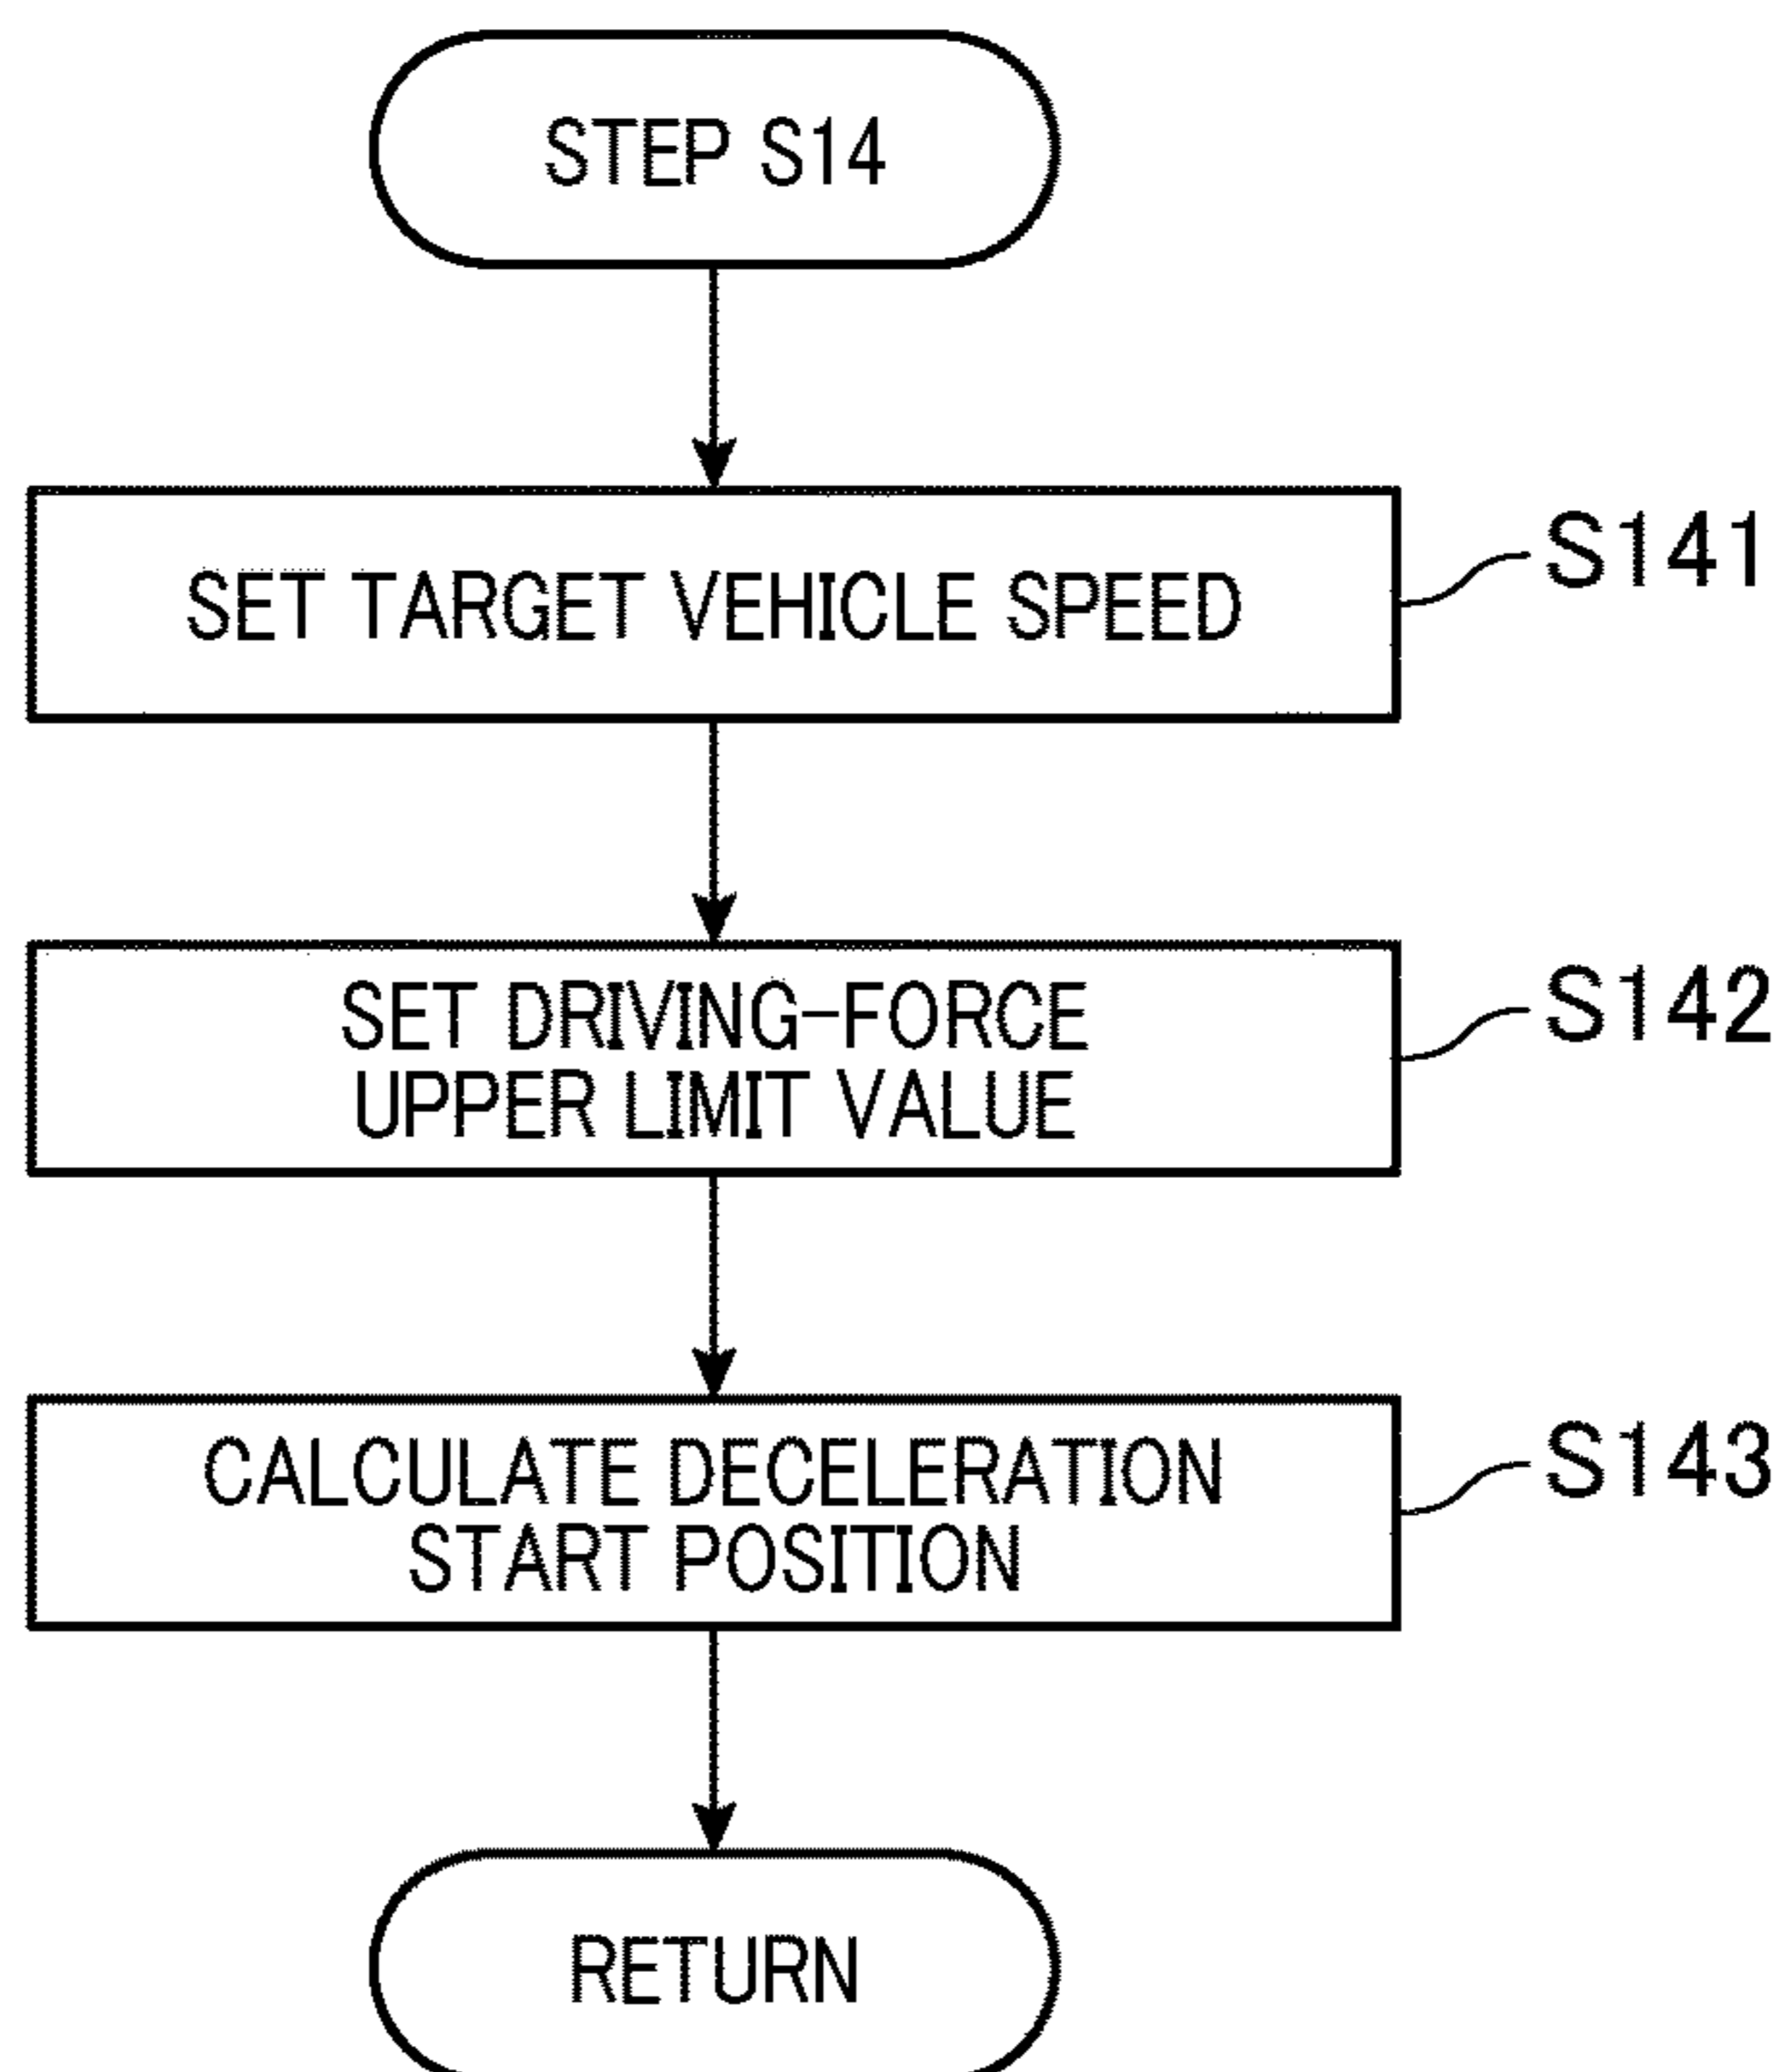 STEP S14
SET TARGET VEHICLE SPEED
S141
SET DRIVING-FORCE
UPPER LIMIT VALUE
S142
CALCULATE DECELERATION
START POSITION
S143
RETURN